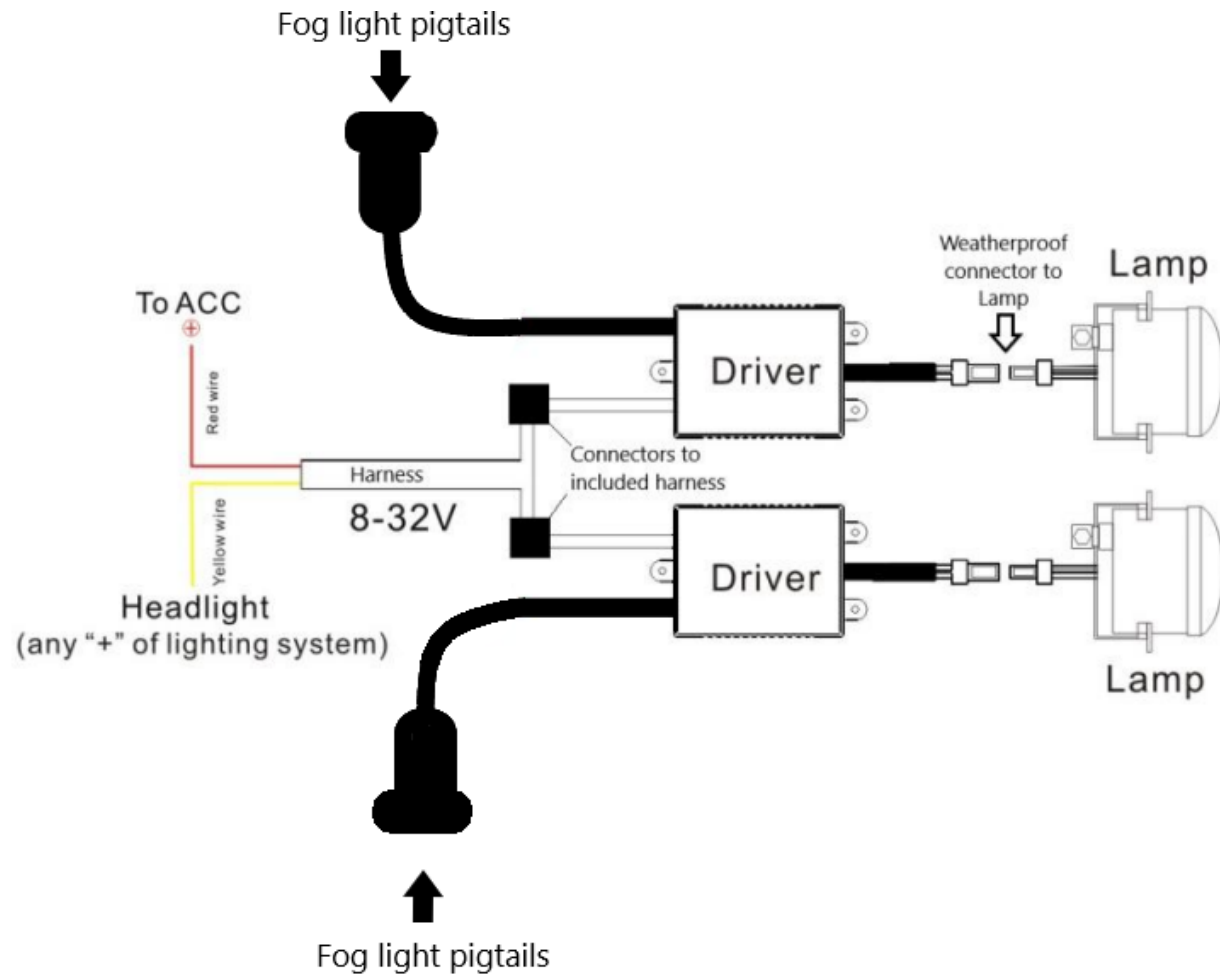 Fog light pigtails
Weatherproof
connector to
Lamp
Lamp
To ACC
Red wire
Driver
Connectors to
included harness
Harness
8-32V
Yellow wire
Driver
Headlight
(any “+” of lighting system)
Lamp
Fog light pigtails